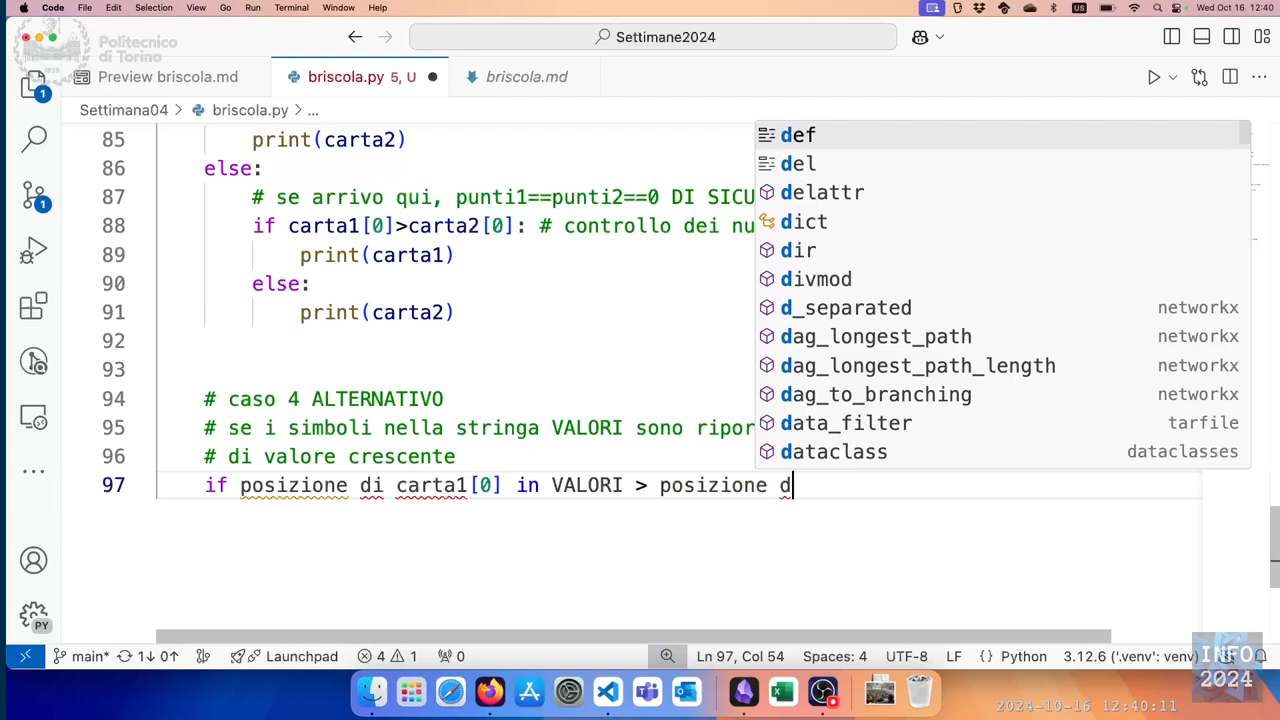 Code File Edit Selection View Go Run Terminal Window Help US Wed Oct 16 12:40
Politecnico
di Torino
Settimane2024
Preview briscola.md
briscola.py 5, U
briscola.md
Settimana04 > briscola.py > ...
85 print(carta2)
86 else:
87 # se arrivo qui, punti1==punti2==0 DI SICU
88 if carta1[0]>carta2[0]: # controllo dei nu
89 print(carta1)
90 else:
91 print(carta2)
92
93
94 # caso 4 ALTERNATIVO
95 # se i simboli nella stringa VALORI sono ripor
96 # di valore crescente
97 if posizione di carta1[0] in VALORI > posizione d
def
del
delattr
dict
dir
divmod
d_separated networkx
dag_longest_path networkx
dag_longest_path_length networkx
dag_to_branching networkx
data_filter tarfile
dataclass dataclasses
1
1
PY
main* 1↓ 0↑ Launchpad 4 1 0 Ln 97, Col 54 Spaces: 4 UTF-8 LF {} Python 3.12.6 ('.venv': venv)
INFO
2024
2024-10-16 12:40:11